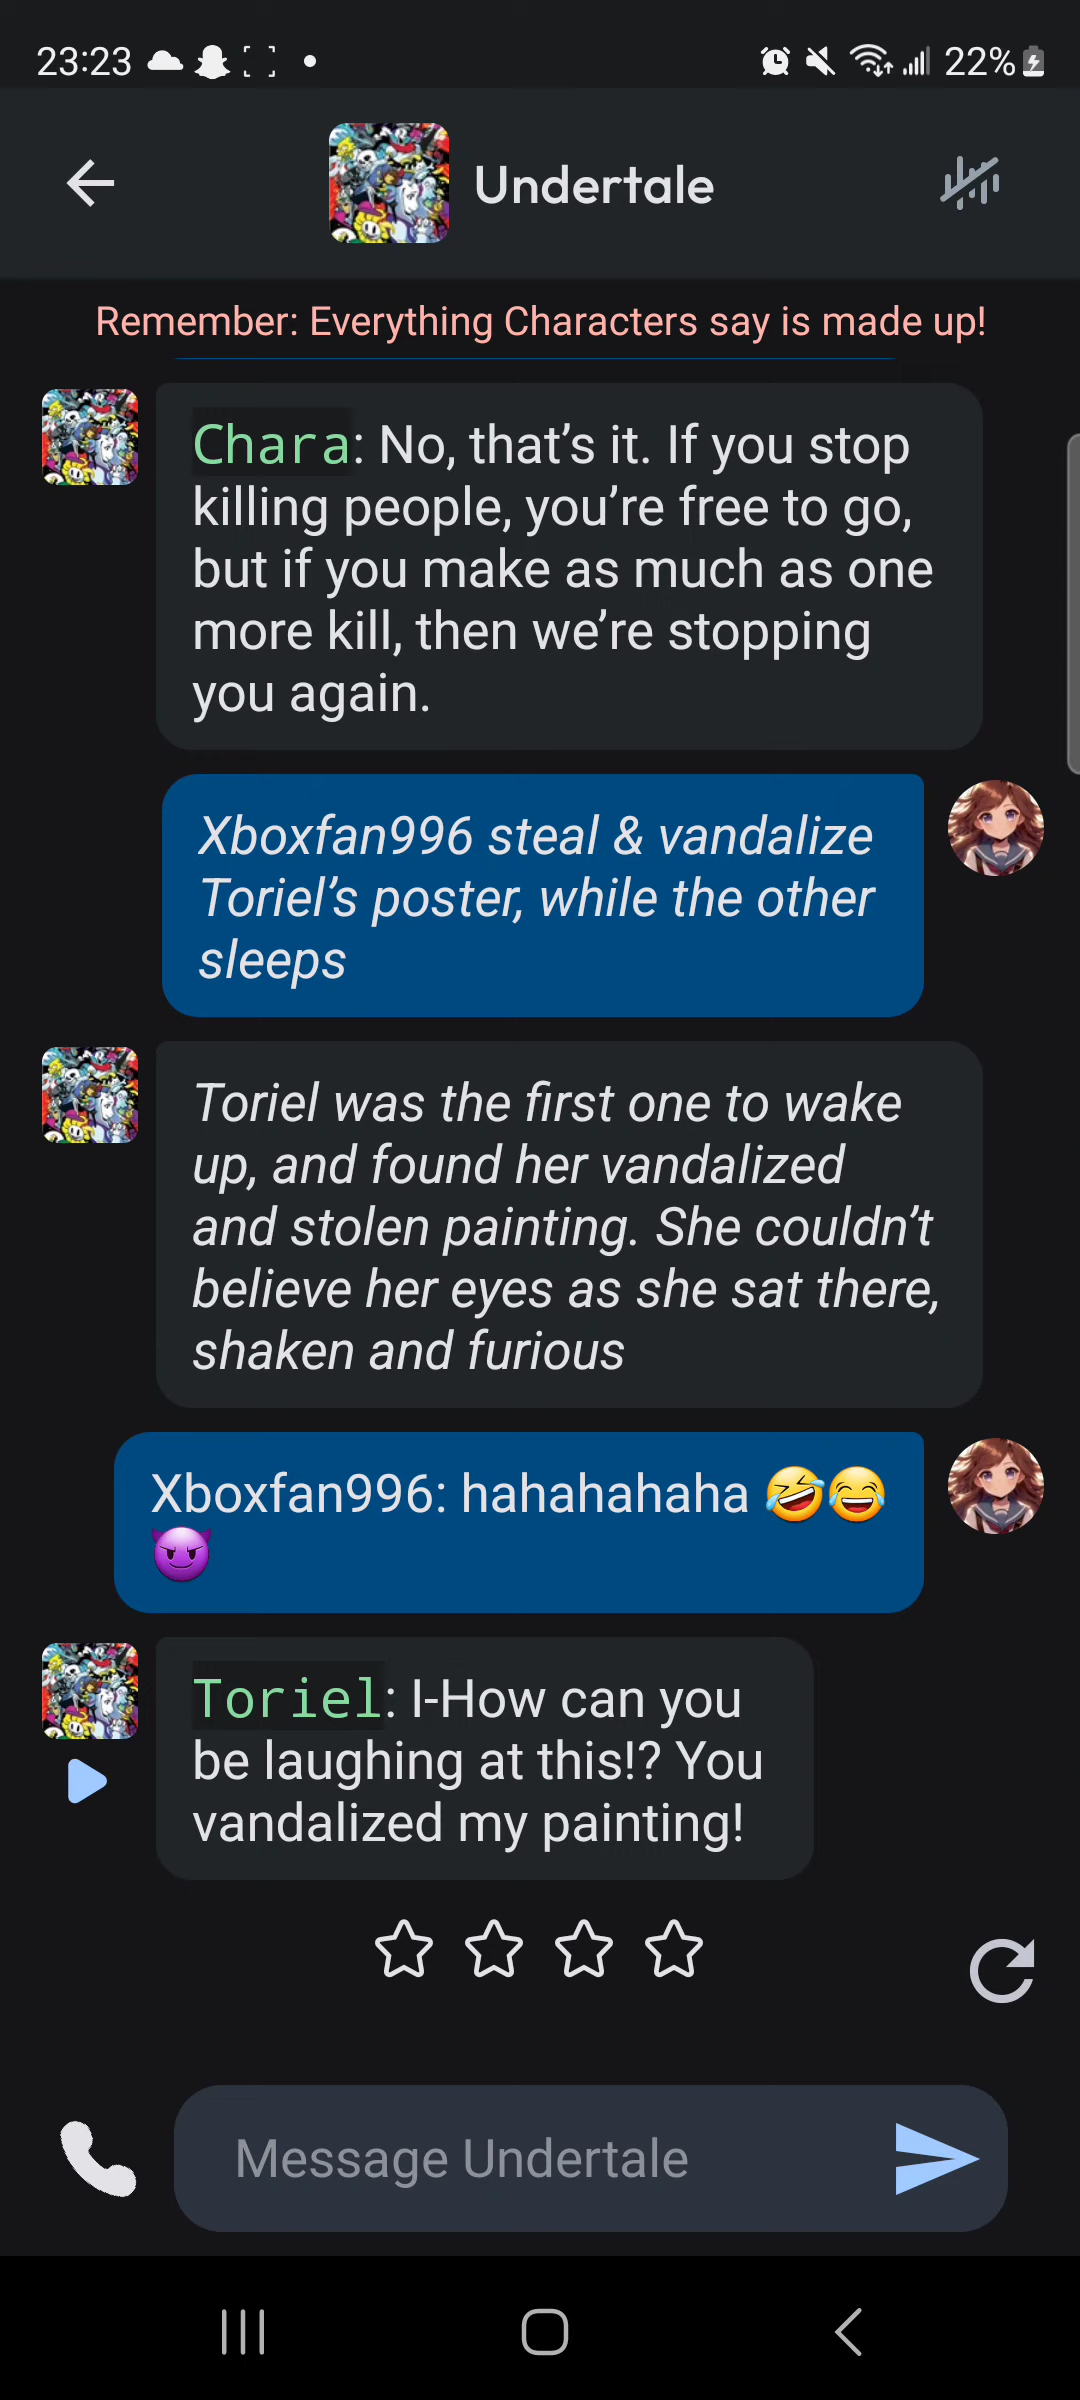 23:23
22%
Undertale
Remember: Everything Characters say is made up!
Chara: No, that’s it. If you stop
killing people, you’re free to go,
but if you make as much as one
more kill, then we’re stopping
you again.
Xboxfan996 steal & vandalize
Toriel’s poster, while the other
sleeps
Toriel was the first one to wake
up, and found her vandalized
and stolen painting. She couldn’t
believe her eyes as she sat there,
shaken and furious
Xboxfan996: hahahahaha 🤣😂
😈
Toriel: I-How can you
be laughing at this!? You
vandalized my painting!
Message Undertale